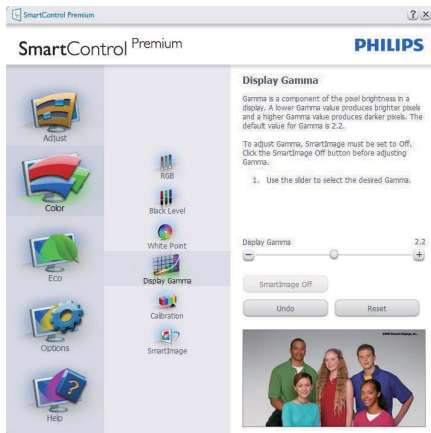 SmartControl Premium
SmartControl Premium
PHILIPS
Adjust
Color
Eco
Options
Help
RGB
Black Level
White Point
Display Gamma
Calibration
SmartImage
Display Gamma
Gamma is a component of the pixel brightness in a
display. A lower Gamma value produces brighter pixels
and a higher Gamma value produces darker pixels. The
default value for Gamma is 2.2.
To adjust Gamma, SmartImage must be set to Off.
Click the SmartImage Off button before adjusting
Gamma.
1. Use the slider to select the desired Gamma.
Display Gamma 2.2
SmartImage Off
Undo Reset